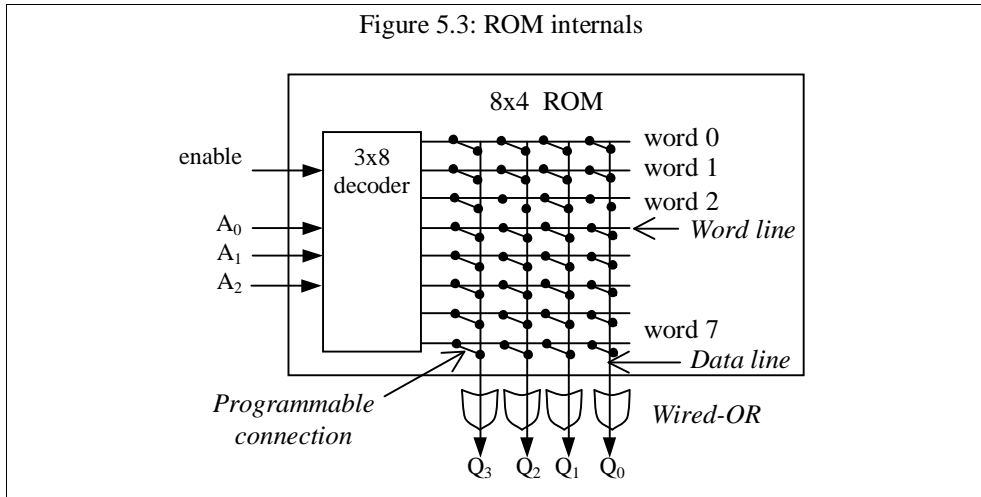 Figure 5.3: ROM internals
8x4 ROM
enable
3x8
decoder
word 0
word 1
word 2
A0
Word line
A1
A2
word 7
Data line
Programmable
connection
Wired-OR
Q3 Q2 Q1 Q0